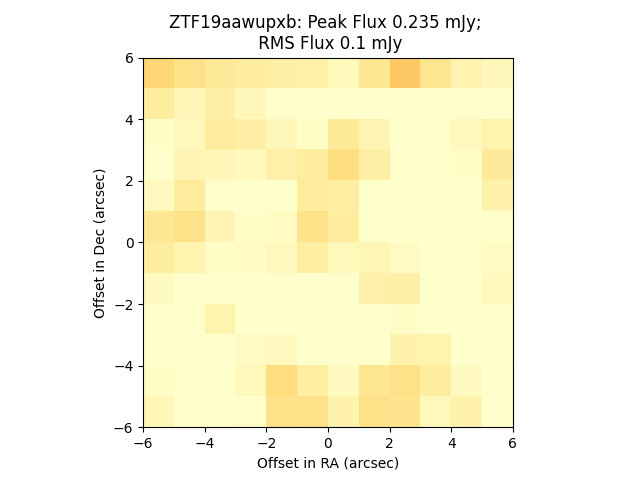 ZTF19aawupxb: Peak Flux 0.235 mJy;
RMS Flux 0.1 mJy
6
4
2
0
−2
−4
−6
Offset in Dec (arcsec)
−6 −4 −2 0 2 4 6
Offset in RA (arcsec)